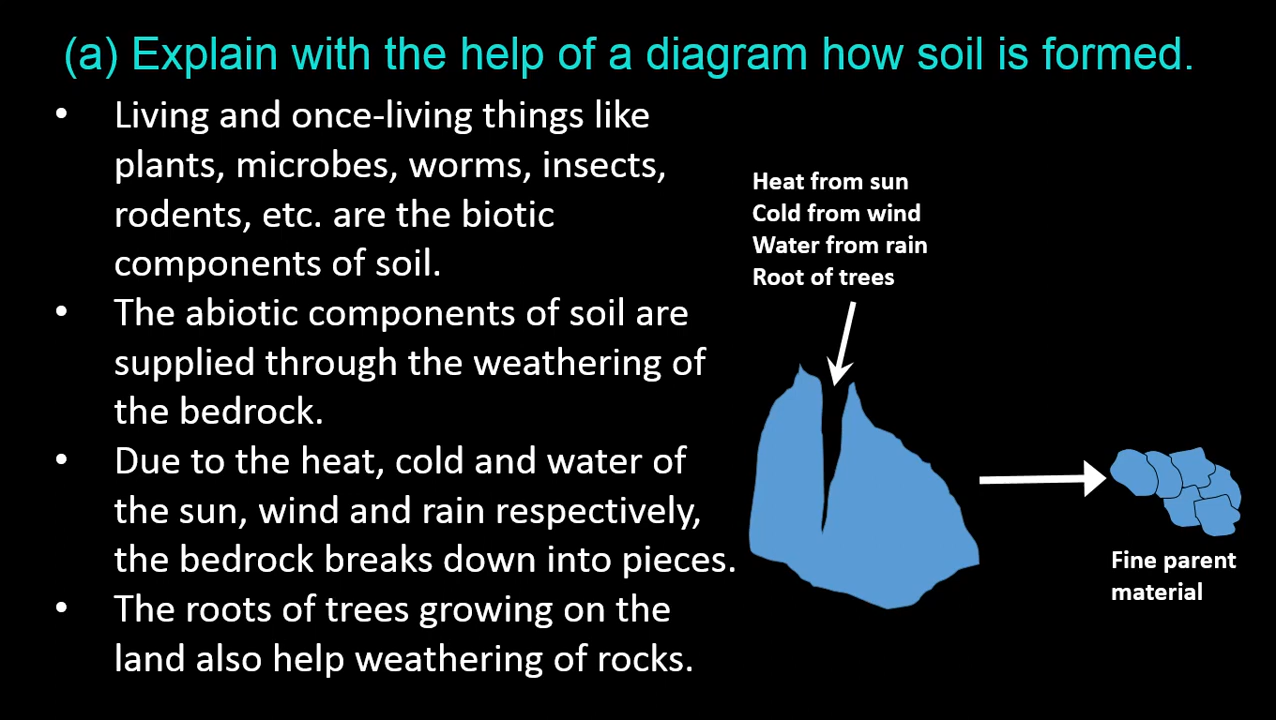 (a) Explain with the help of a diagram how soil is formed.
• Living and once-living things like
plants, microbes, worms, insects,
rodents, etc. are the biotic
components of soil.
• The abiotic components of soil are
supplied through the weathering of
the bedrock.
• Due to the heat, cold and water of
the sun, wind and rain respectively,
the bedrock breaks down into pieces.
• The roots of trees growing on the
land also help weathering of rocks.
Heat from sun
Cold from wind
Water from rain
Root of trees
Fine parent
material